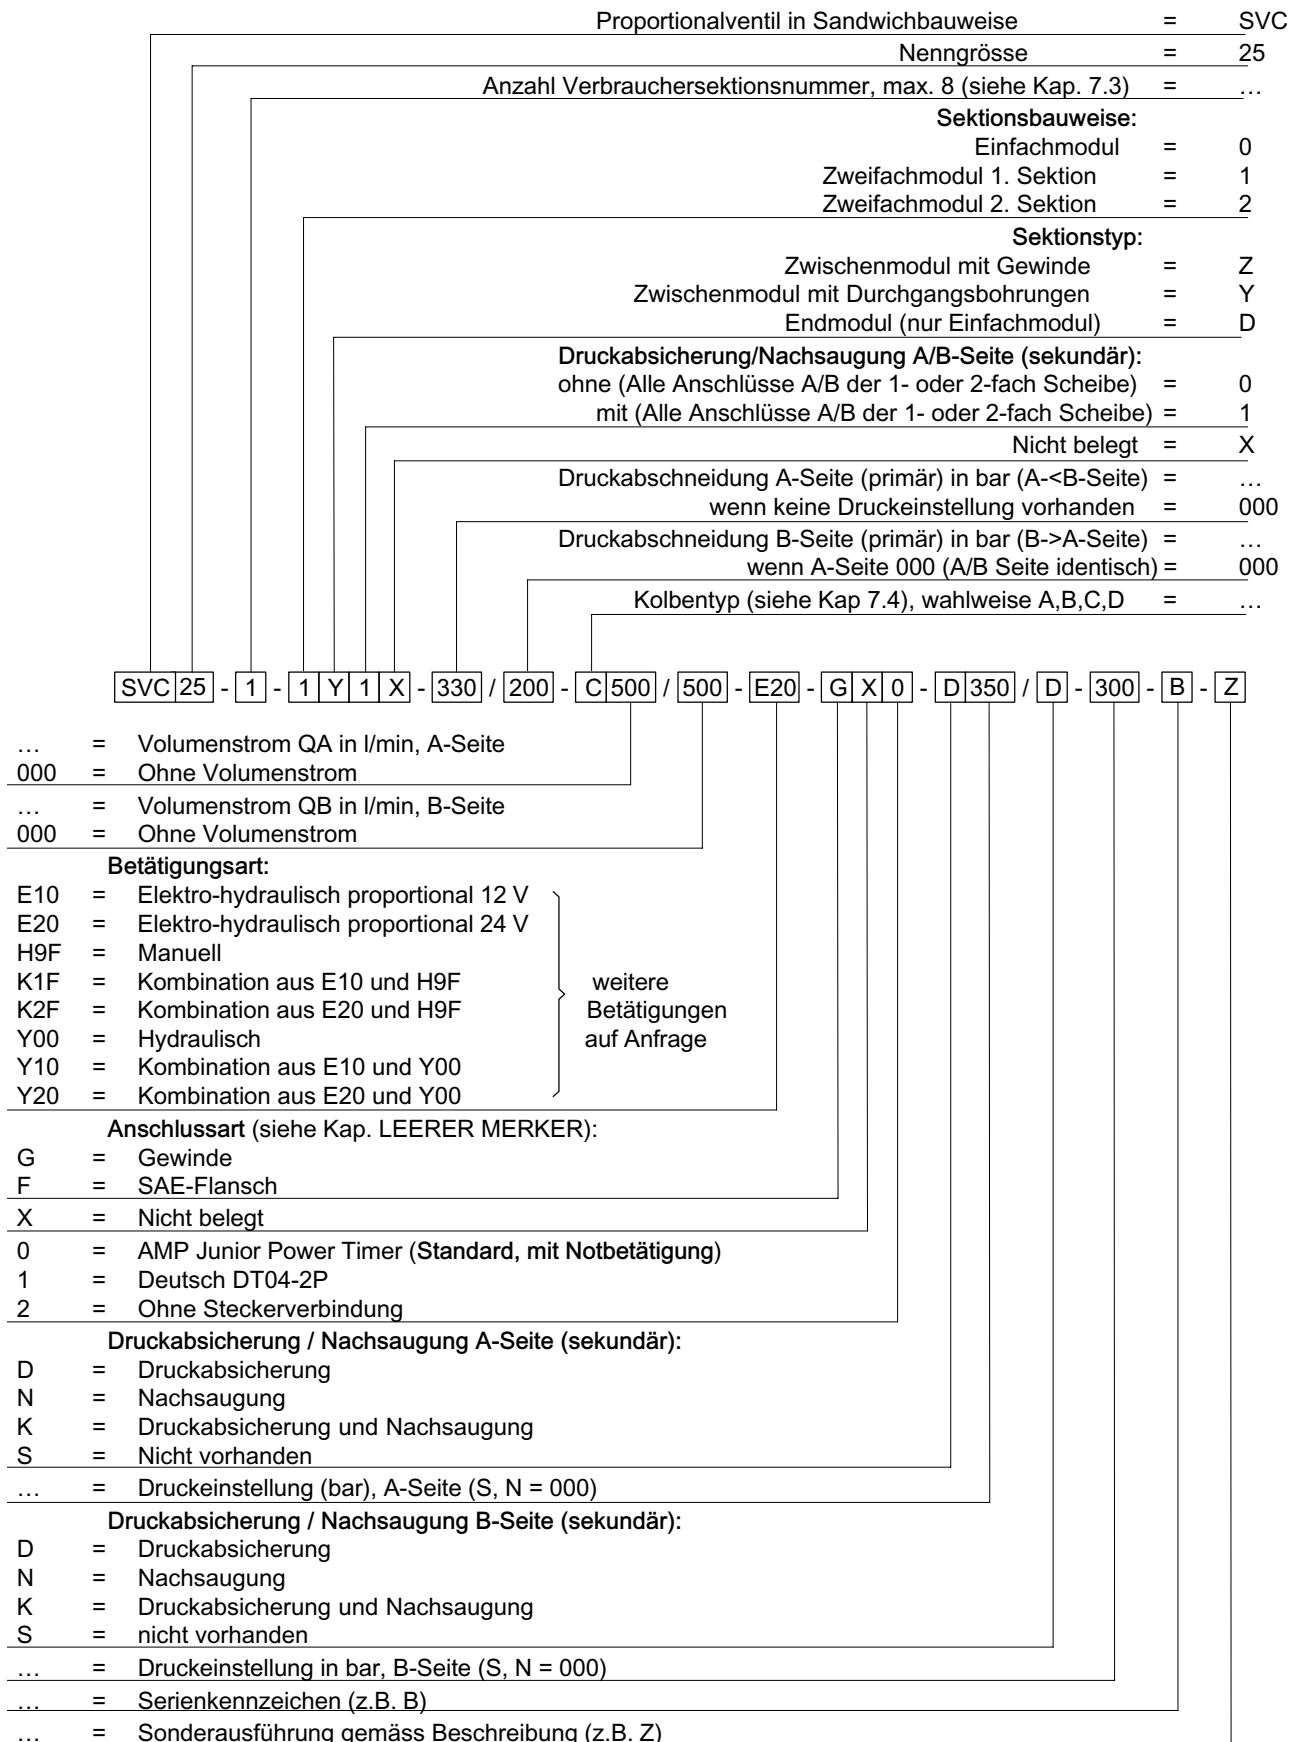 Proportionalventil in Sandwichbauweise = SVC
Nenngrösse = 25
Anzahl Verbrauchersektionsnummer, max. 8 (siehe Kap. 7.3) = …
Sektionsbauweise:
Einfachmodul = 0
Zweifachmodul 1. Sektion = 1
Zweifachmodul 2. Sektion = 2
Sektionstyp:
Zwischenmodul mit Gewinde = Z
Zwischenmodul mit Durchgangsbohrungen = Y
Endmodul (nur Einfachmodul) = D
Druckabsicherung/Nachsaugung A/B-Seite (sekundär):
ohne (Alle Anschlüsse A/B der 1- oder 2-fach Scheibe) = 0
mit (Alle Anschlüsse A/B der 1- oder 2-fach Scheibe) = 1
Nicht belegt = X
Druckabschneidung A-Seite (primär) in bar (A-<B-Seite) = …
wenn keine Druckeinstellung vorhanden = 000
Druckabschneidung B-Seite (primär) in bar (B->A-Seite) = …
wenn A-Seite 000 (A/B Seite identisch) = 000
Kolbentyp (siehe Kap 7.4), wahlweise A,B,C,D = …
SVC 25 - 1 - 1 Y 1 X - 330 / 200 - C 500 / 500 - E20 - G X 0 - D 350 / D - 300 - B - Z
… = Volumenstrom QA in l/min, A-Seite
000 = Ohne Volumenstrom
… = Volumenstrom QB in l/min, B-Seite
000 = Ohne Volumenstrom
Betätigungsart:
E10 = Elektro-hydraulisch proportional 12 V
E20 = Elektro-hydraulisch proportional 24 V
H9F = Manuell
K1F = Kombination aus E10 und H9F weitere
K2F = Kombination aus E20 und H9F Betätigungen
Y00 = Hydraulisch auf Anfrage
Y10 = Kombination aus E10 und Y00
Y20 = Kombination aus E20 und Y00
Anschlussart (siehe Kap. LEERER MERKER):
G = Gewinde
F = SAE-Flansch
X = Nicht belegt
0 = AMP Junior Power Timer (Standard, mit Notbetätigung)
1 = Deutsch DT04-2P
2 = Ohne Steckerverbindung
Druckabsicherung / Nachsaugung A-Seite (sekundär):
D = Druckabsicherung
N = Nachsaugung
K = Druckabsicherung und Nachsaugung
S = Nicht vorhanden
… = Druckeinstellung (bar), A-Seite (S, N = 000)
Druckabsicherung / Nachsaugung B-Seite (sekundär):
D = Druckabsicherung
N = Nachsaugung
K = Druckabsicherung und Nachsaugung
S = nicht vorhanden
… = Druckeinstellung in bar, B-Seite (S, N = 000)
… = Serienkennzeichen (z.B. B)
… = Sonderausführung gemäss Beschreibung (z.B. Z)